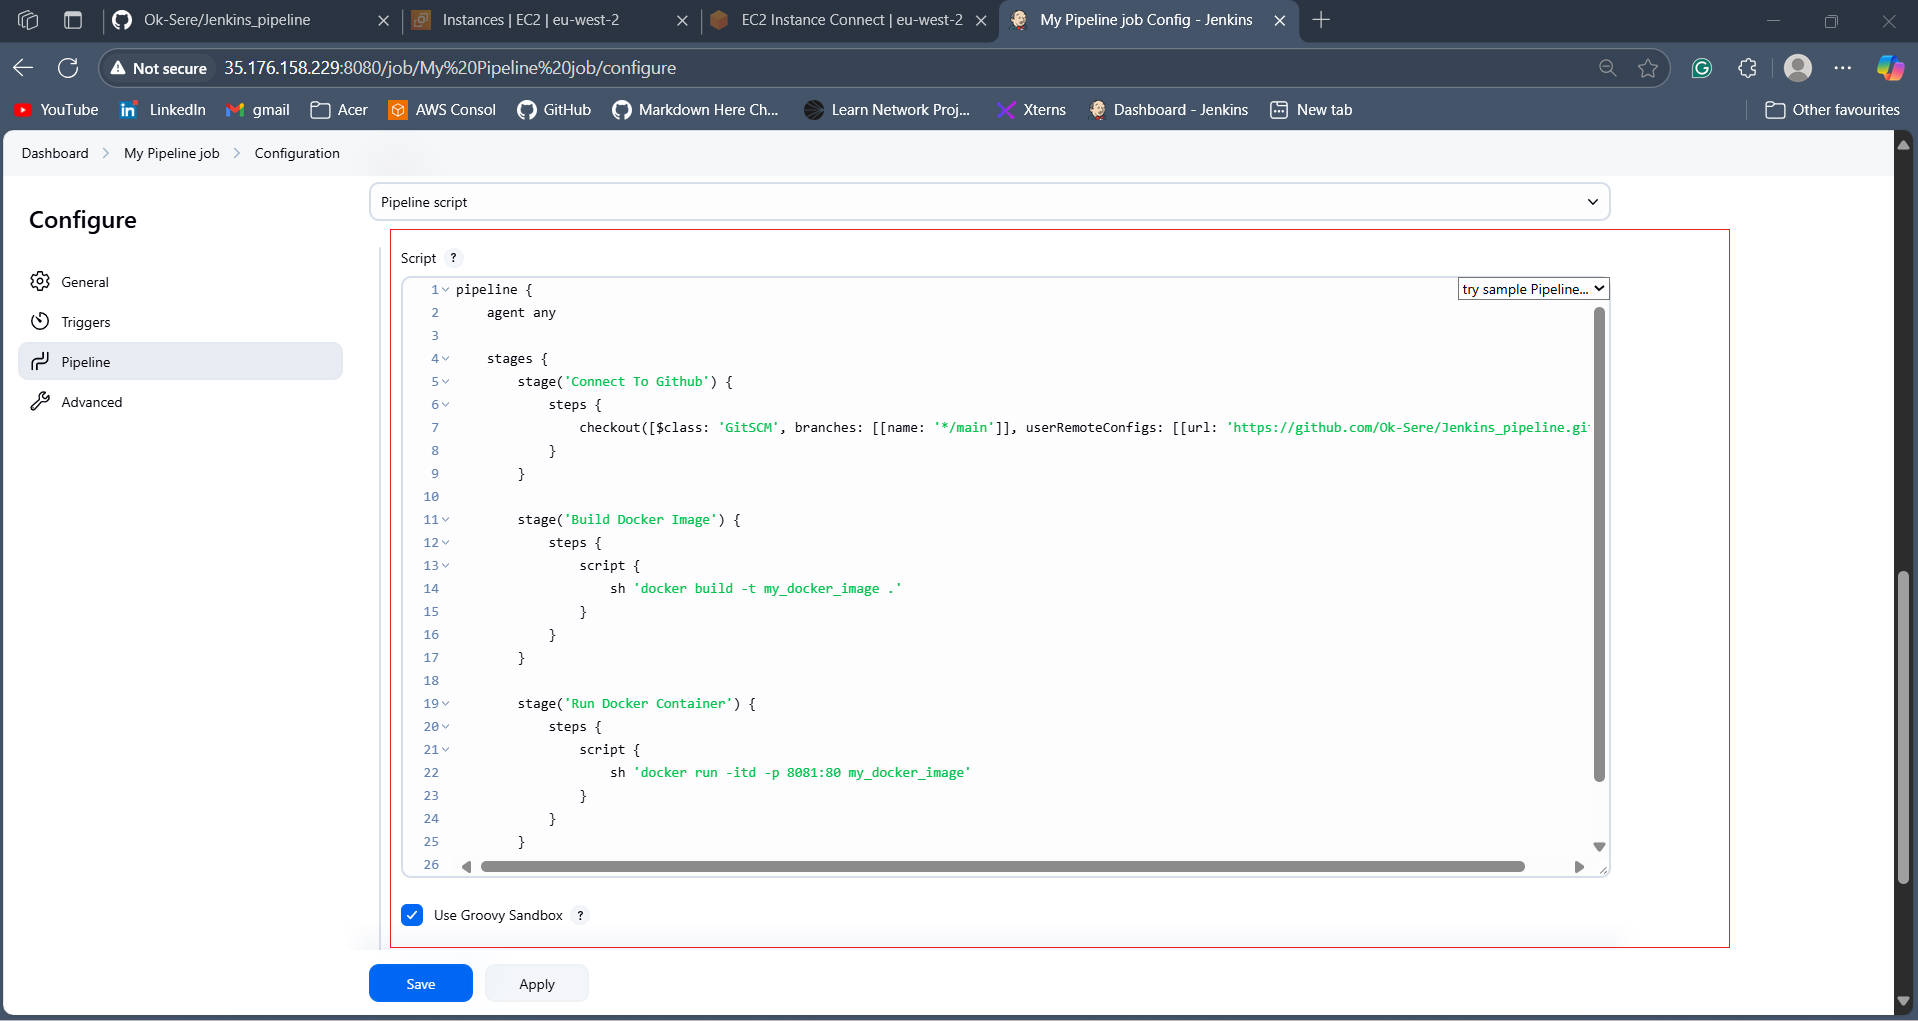 Ok-Sere/Jenkins_pipeline
Instances | EC2 | eu-west-2
EC2 Instance Connect | eu-west-2
My Pipeline job Config - Jenkins
Not secure
35.176.158.229:8080/job/My%20Pipeline%20job/configure
YouTube
LinkedIn
gmail
Acer
AWS Consol
GitHub
Markdown Here Ch...
Learn Network Proj...
Xterns
Dashboard - Jenkins
New tab
Other favourites
Dashboard
My Pipeline job
Configuration
Configure
General
Triggers
Pipeline
Advanced
Pipeline script
Script ?
try sample Pipeline...
1 pipeline {
2     agent any
3
4     stages {
5         stage('Connect To Github') {
6             steps {
7                 checkout([$class: 'GitSCM', branches: [[name: '*/main']], userRemoteConfigs: [[url: 'https://github.com/Ok-Sere/Jenkins_pipeline.git
8             }
9         }
10
11         stage('Build Docker Image') {
12             steps {
13                 script {
14                     sh 'docker build -t my_docker_image .'
15                 }
16             }
17         }
18
19         stage('Run Docker Container') {
20             steps {
21                 script {
22                     sh 'docker run -itd -p 8081:80 my_docker_image'
23                 }
24             }
25         }
26
Use Groovy Sandbox ?
Save
Apply